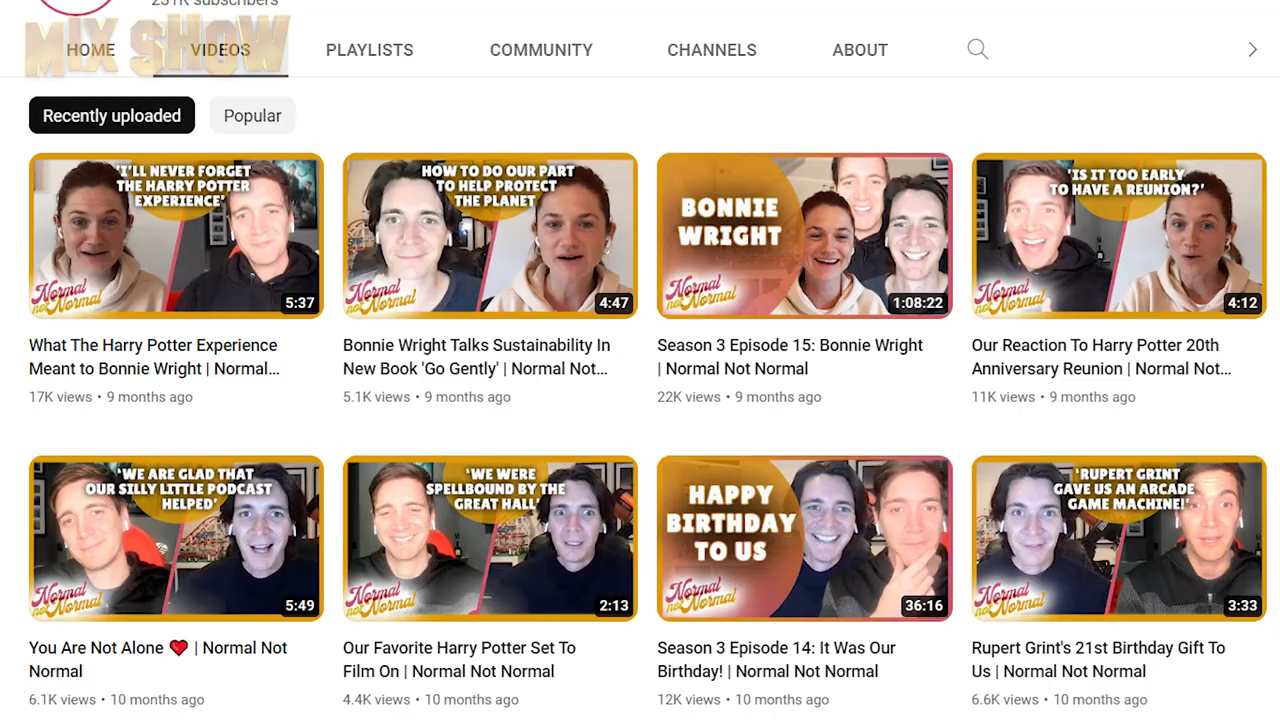 231K subscribers
MIX SHOW
HOME VIDEOS PLAYLISTS COMMUNITY CHANNELS ABOUT
Recently uploaded Popular
'I'LL NEVER FORGET
THE HARRY POTTER
EXPERIENCE'
Normal
not Normal
5:37
HOW TO DO OUR PART
TO HELP PROTECT
THE PLANET
Normal
not Normal
4:47
BONNIE
WRIGHT
Normal
not Normal
1:08:22
'IS IT TOO EARLY
TO HAVE A REUNION?'
Normal
not Normal
4:12
What The Harry Potter Experience
Meant to Bonnie Wright | Normal...
17K views • 9 months ago
Bonnie Wright Talks Sustainability In
New Book 'Go Gently' | Normal Not...
5.1K views • 9 months ago
Season 3 Episode 15: Bonnie Wright
| Normal Not Normal
22K views • 9 months ago
Our Reaction To Harry Potter 20th
Anniversary Reunion | Normal Not...
11K views • 9 months ago
'WE ARE GLAD THAT
OUR SILLY LITTLE PODCAST
HELPED'
Normal
not Normal
5:49
'WE WERE
SPELLBOUND BY THE
GREAT HALL'
Normal
not Normal
2:13
HAPPY
BIRTHDAY
TO US
Normal
not Normal
36:16
'RUPERT GRINT
GAVE US AN ARCADE
GAME MACHINE!'
Normal
not Normal
3:33
You Are Not Alone ❤️ | Normal Not
Normal
6.1K views • 10 months ago
Our Favorite Harry Potter Set To
Film On | Normal Not Normal
4.4K views • 10 months ago
Season 3 Episode 14: It Was Our
Birthday! | Normal Not Normal
12K views • 10 months ago
Rupert Grint's 21st Birthday Gift To
Us | Normal Not Normal
6.6K views • 10 months ago